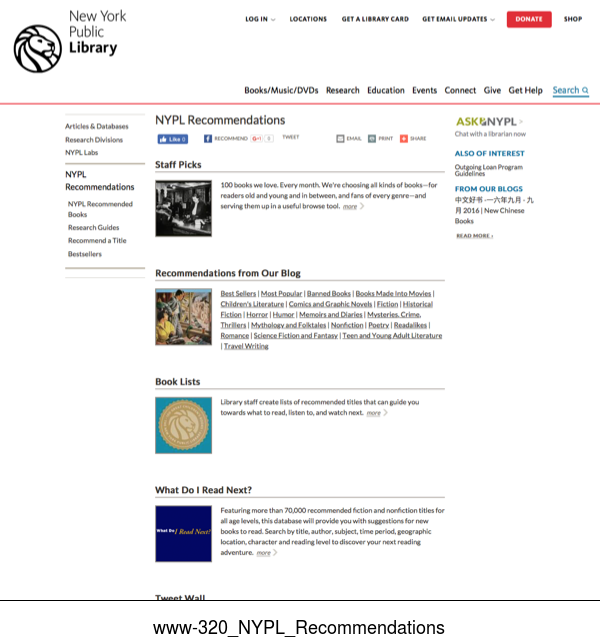 New York
Public
Library
LOG IN
LOCATIONS
GET A LIBRARY CARD
GET EMAIL UPDATES
DONATE
SHOP
Books/Music/DVDs Research Education Events Connect Give Get Help Search
Articles & Databases
Research Divisions
NYPL Labs
NYPL
Recommendations
NYPL Recommended
Books
Research Guides
Recommend a Title
Bestsellers
NYPL Recommendations
Like 0
RECOMMEND
TWEET
EMAIL
PRINT
SHARE
Staff Picks
100 books we love. Every month. We're choosing all kinds of books—for
readers old and young and in between, and fans of every genre—and
serving them up in a useful browse tool. more >
Recommendations from Our Blog
Best Sellers | Most Popular | Banned Books | Books Made Into Movies |
Children's Literature | Comics and Graphic Novels | Fiction | Historical
Fiction | Horror | Humor | Memoirs and Diaries | Mysteries, Crime,
Thrillers | Mythology and Folktales | Nonfiction | Poetry | Readalikes |
Romance | Science Fiction and Fantasy | Teen and Young Adult Literature
| Travel Writing
Book Lists
Library staff create lists of recommended titles that can guide you
towards what to read, listen to, and watch next. more >
What Do I Read Next?
What Do I Read Next?
Featuring more than 70,000 recommended fiction and nonfiction titles for
all age levels, this database will provide you with suggestions for new
books to read. Search by title, author, subject, time period, geographic
location, character and reading level to discover your next reading
adventure. more >
Tweet Wall
ASK NYPL >
Chat with a librarian now
ALSO OF INTEREST
Outgoing Loan Program
Guidelines
FROM OUR BLOGS
中文好书 -一六年九月 - 九
月 2016 | New Chinese
Books
READ MORE ›
www-320_NYPL_Recommendations